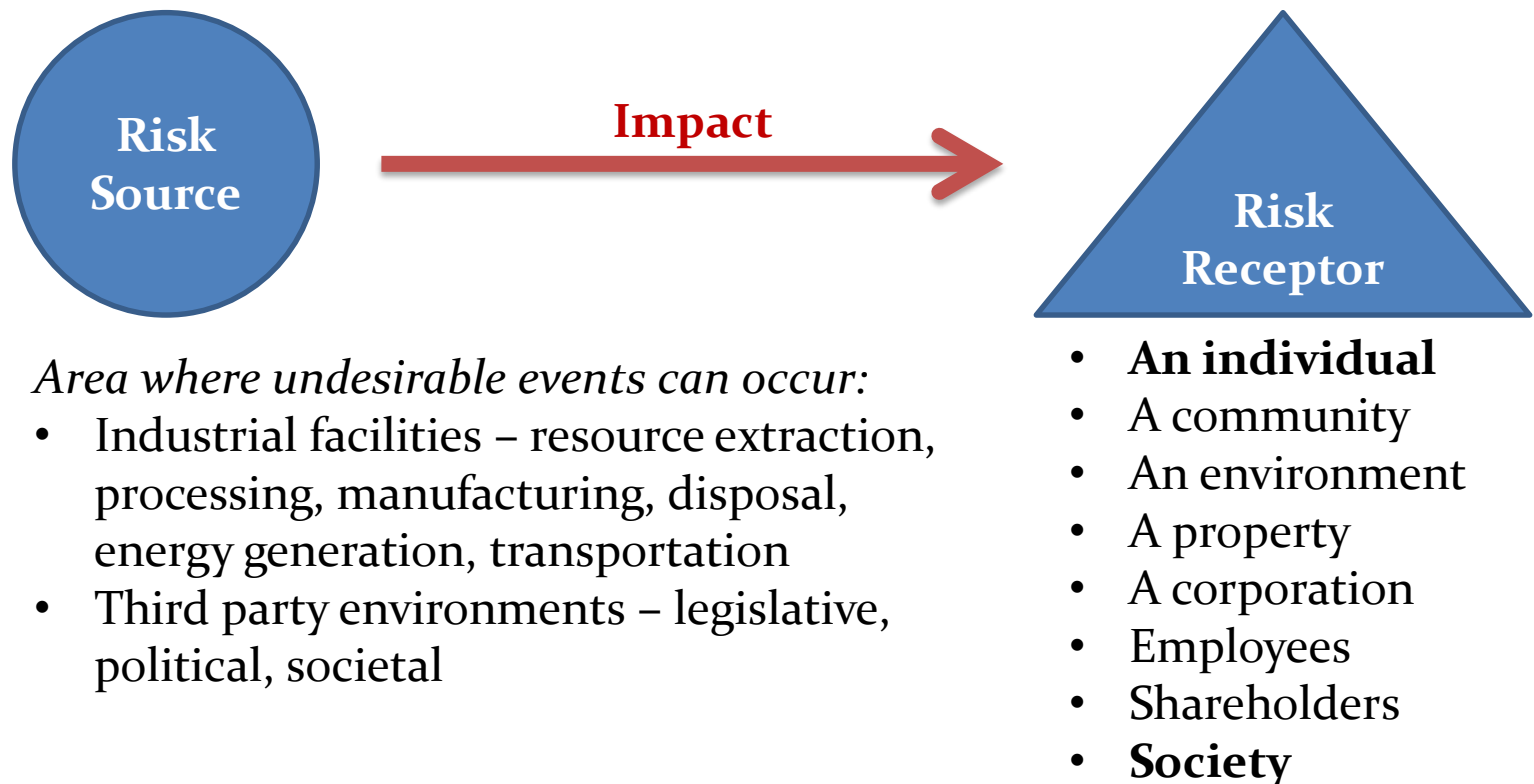 Risk
Source
Impact
Risk
Receptor
Area where undesirable events can occur:
• Industrial facilities – resource extraction,
processing, manufacturing, disposal,
energy generation, transportation
• Third party environments – legislative,
political, societal
• An individual
• A community
• An environment
• A property
• A corporation
• Employees
• Shareholders
• Society